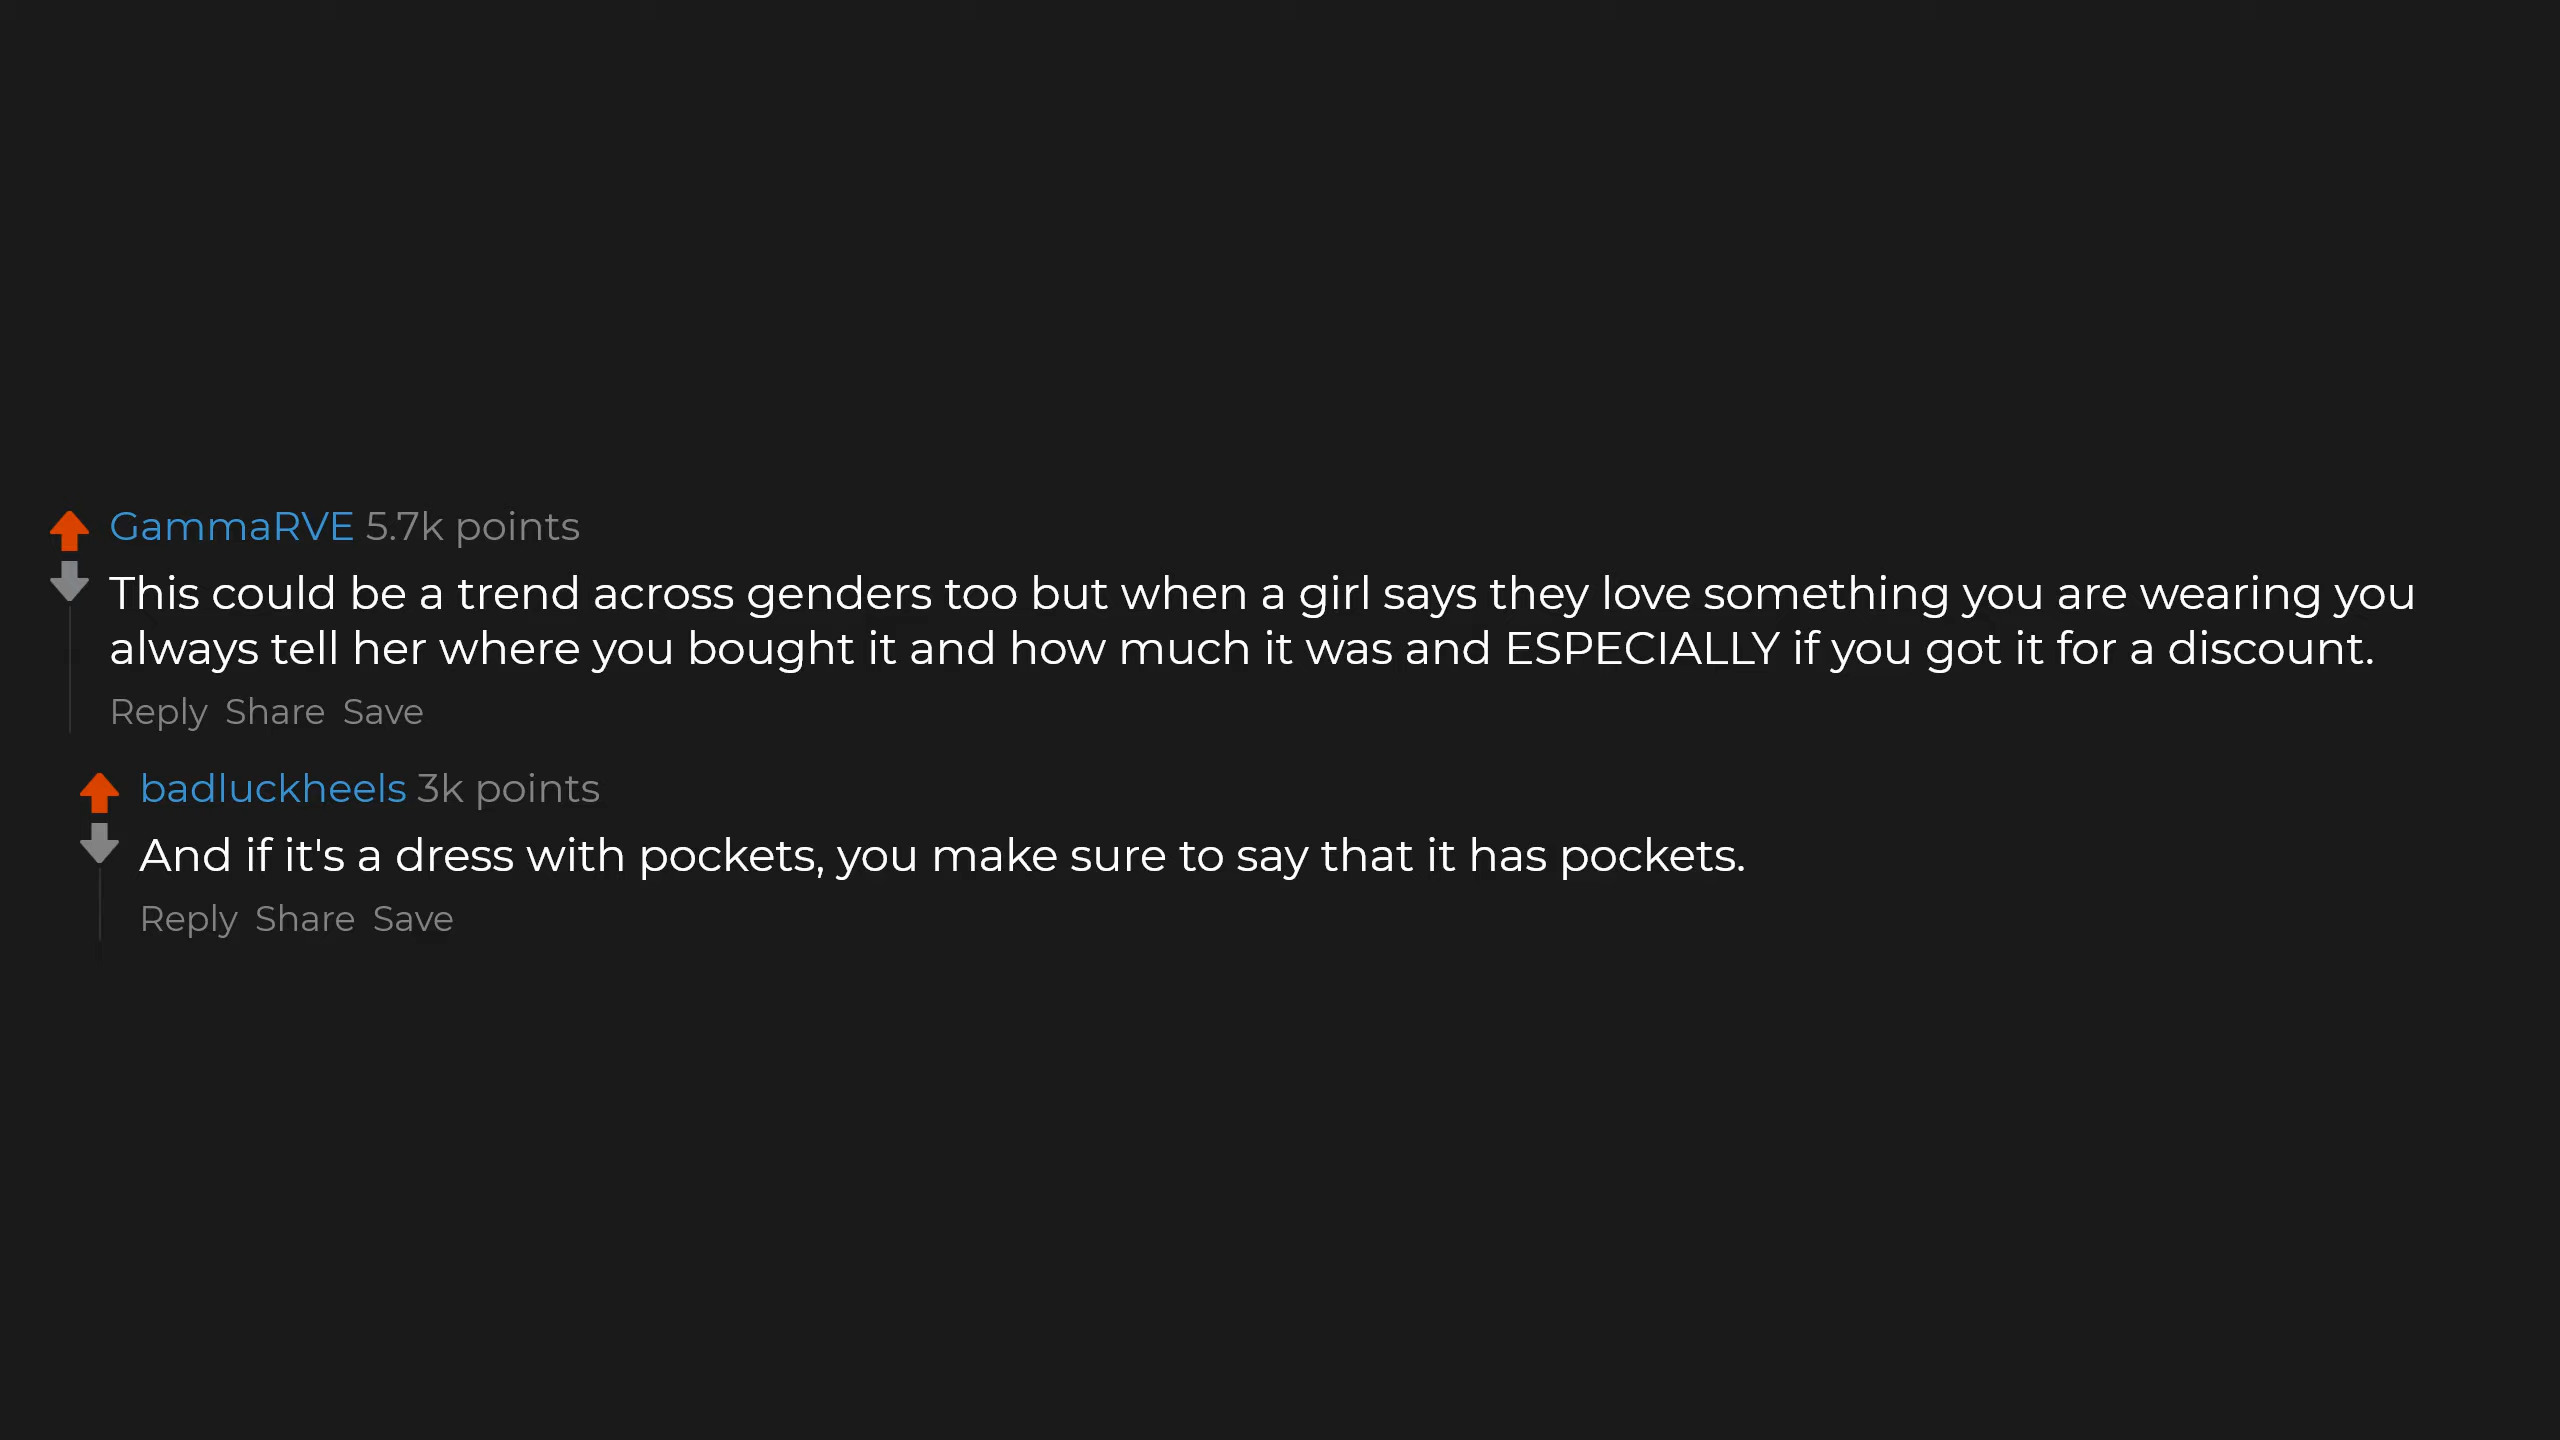 GammaRVE 5.7k points
This could be a trend across genders too but when a girl says they love something you are wearing you
always tell her where you bought it and how much it was and ESPECIALLY if you got it for a discount.
Reply Share Save
badluckheels 3k points
And if it's a dress with pockets, you make sure to say that it has pockets.
Reply Share Save